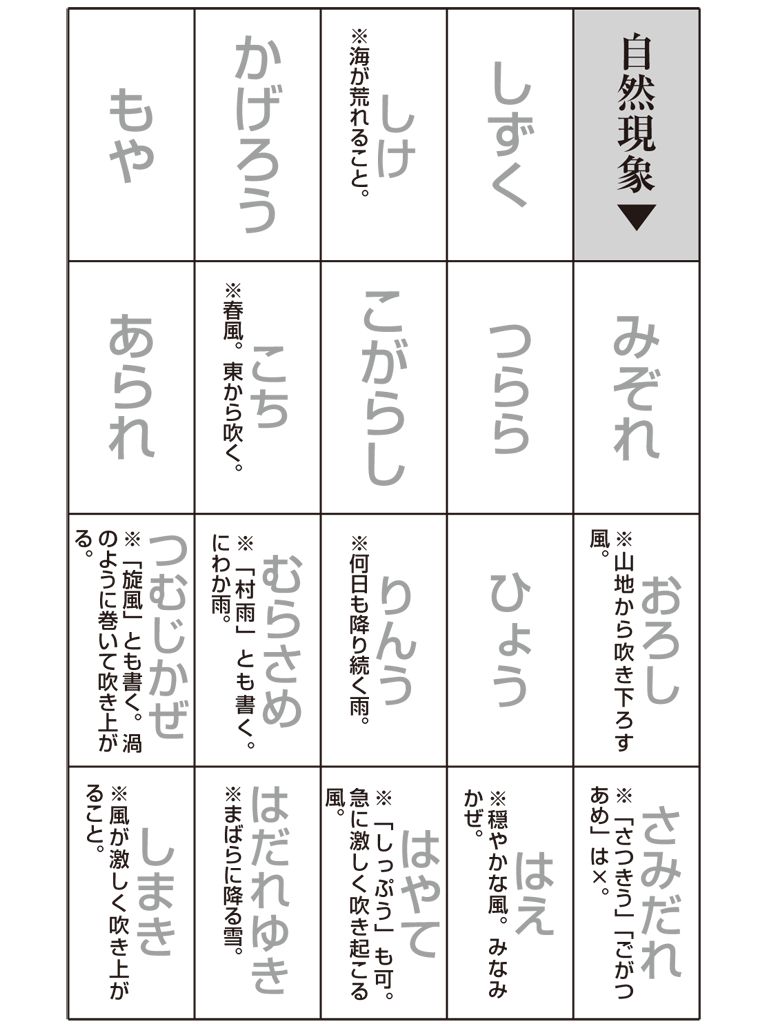 自然現象▼
みぞれ
おろし
※山地から吹き下ろす
風。
さみだれ
※「さつきう」「ごがつ
あめ」は×。
しずく
つらら
ひょう
はえ
※穏やかな風。みなみ
かぜ。
しけ
※海が荒れること。
こがらし
りんう
※何日も降り続く雨。
はやて
※「しっぷう」も可。
急に激しく吹き起こる
風。
かげろう
こち
※春風。東から吹く。
むらさめ
※「村雨」とも書く。
にわか雨。
はだれゆき
※まばらに降る雪。
もや
あられ
つむじかぜ
※「旋風」とも書く。渦
のように巻いて吹き上が
る。
しまき
※風が激しく吹き上が
ること。